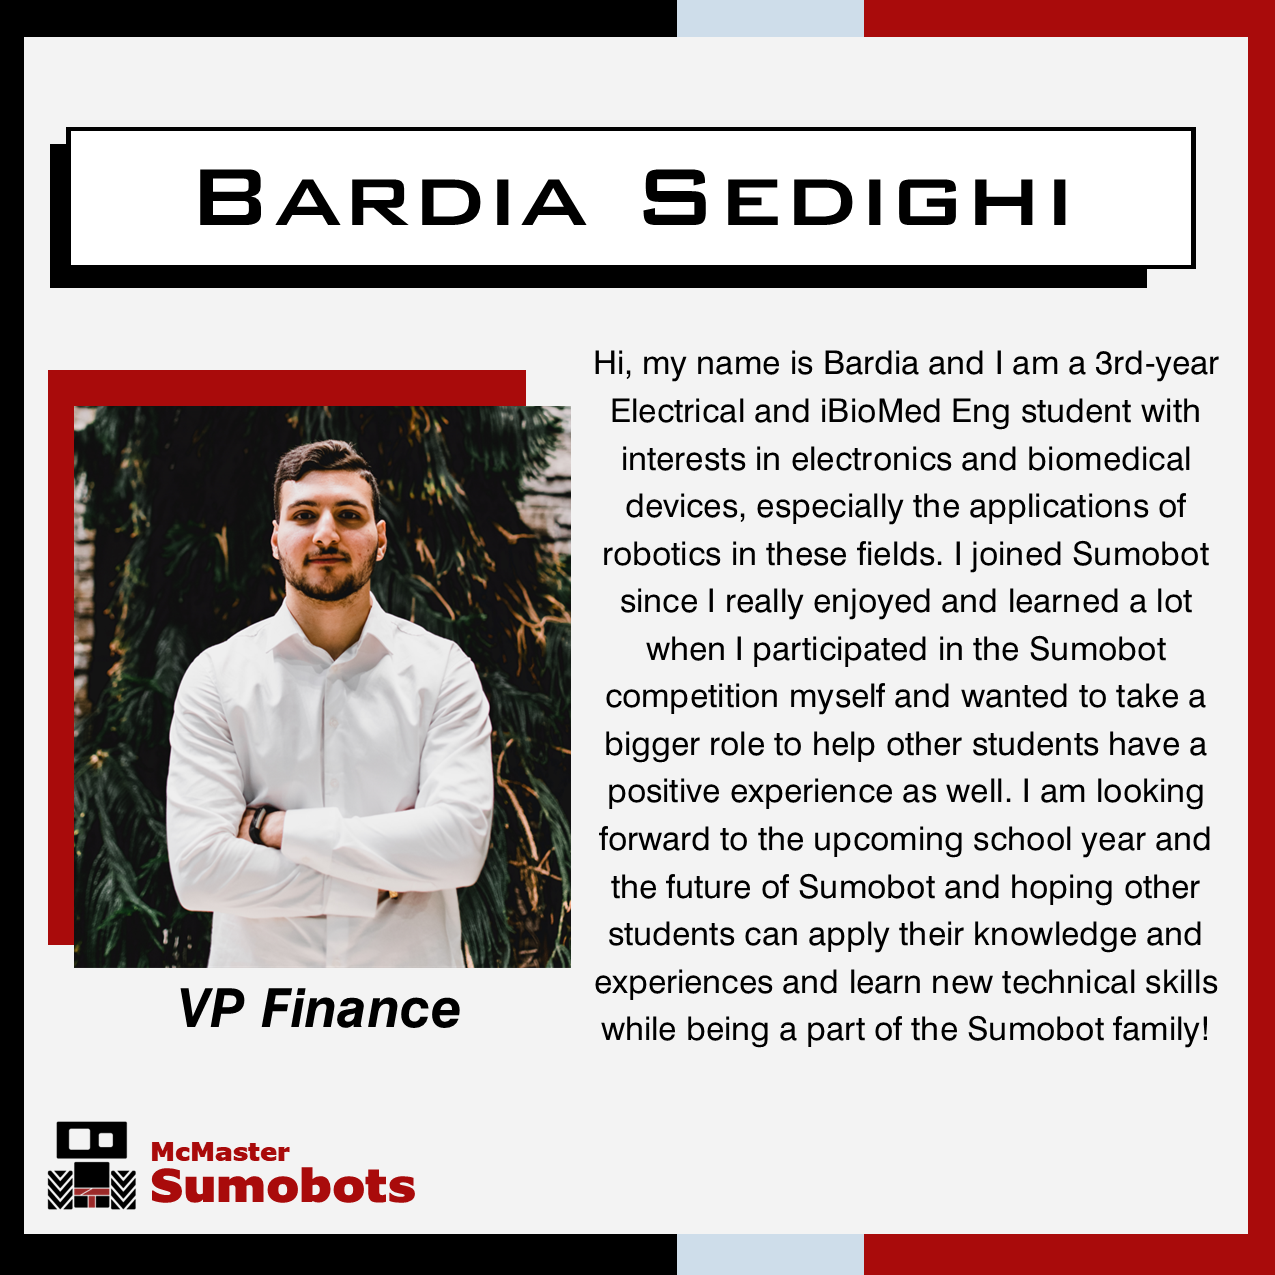 BARDIA SEDIGHI
Hi, my name is Bardia and I am a 3rd-year
Electrical and iBioMed Eng student with
interests in electronics and biomedical
devices, especially the applications of
robotics in these fields. I joined Sumobot
since I really enjoyed and learned a lot
when I participated in the Sumobot
competition myself and wanted to take a
bigger role to help other students have a
positive experience as well. I am looking
forward to the upcoming school year and
the future of Sumobot and hoping other
students can apply their knowledge and
experiences and learn new technical skills
while being a part of the Sumobot family!
VP Finance
McMaster
Sumobots